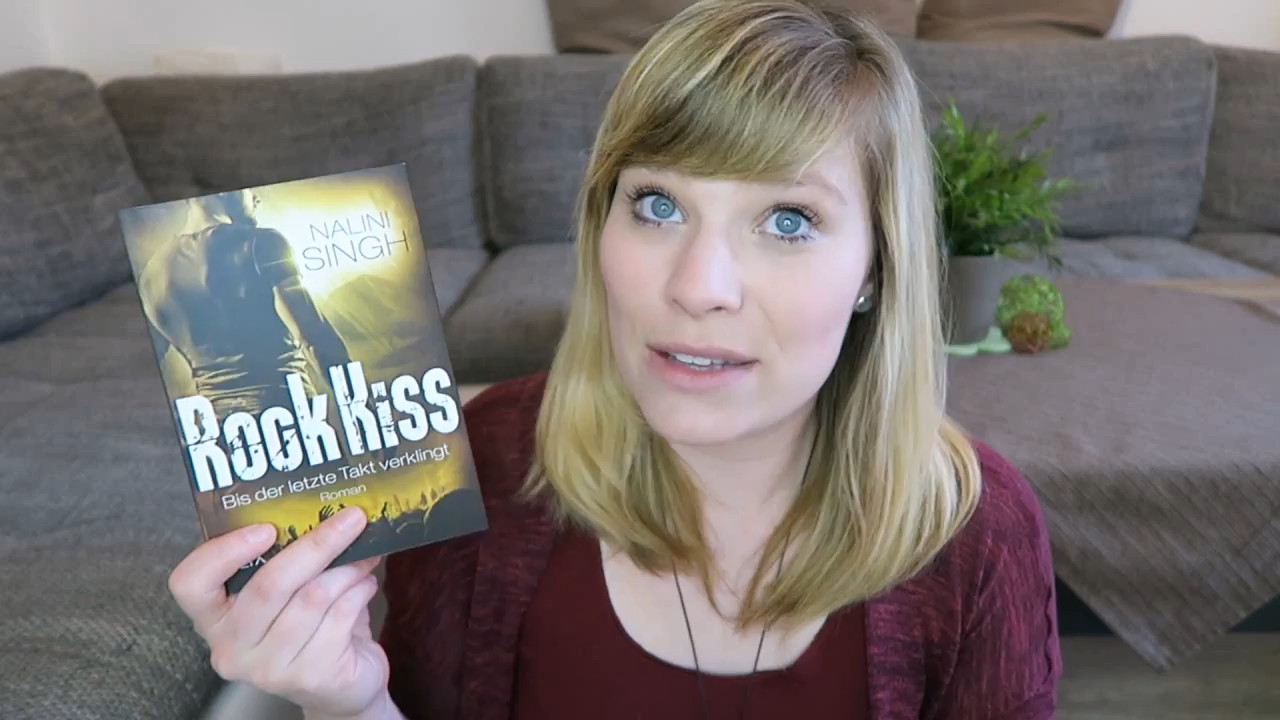 NALINI
SINGH
Rock Kiss
Bis der letzte Takt verklingt
Roman